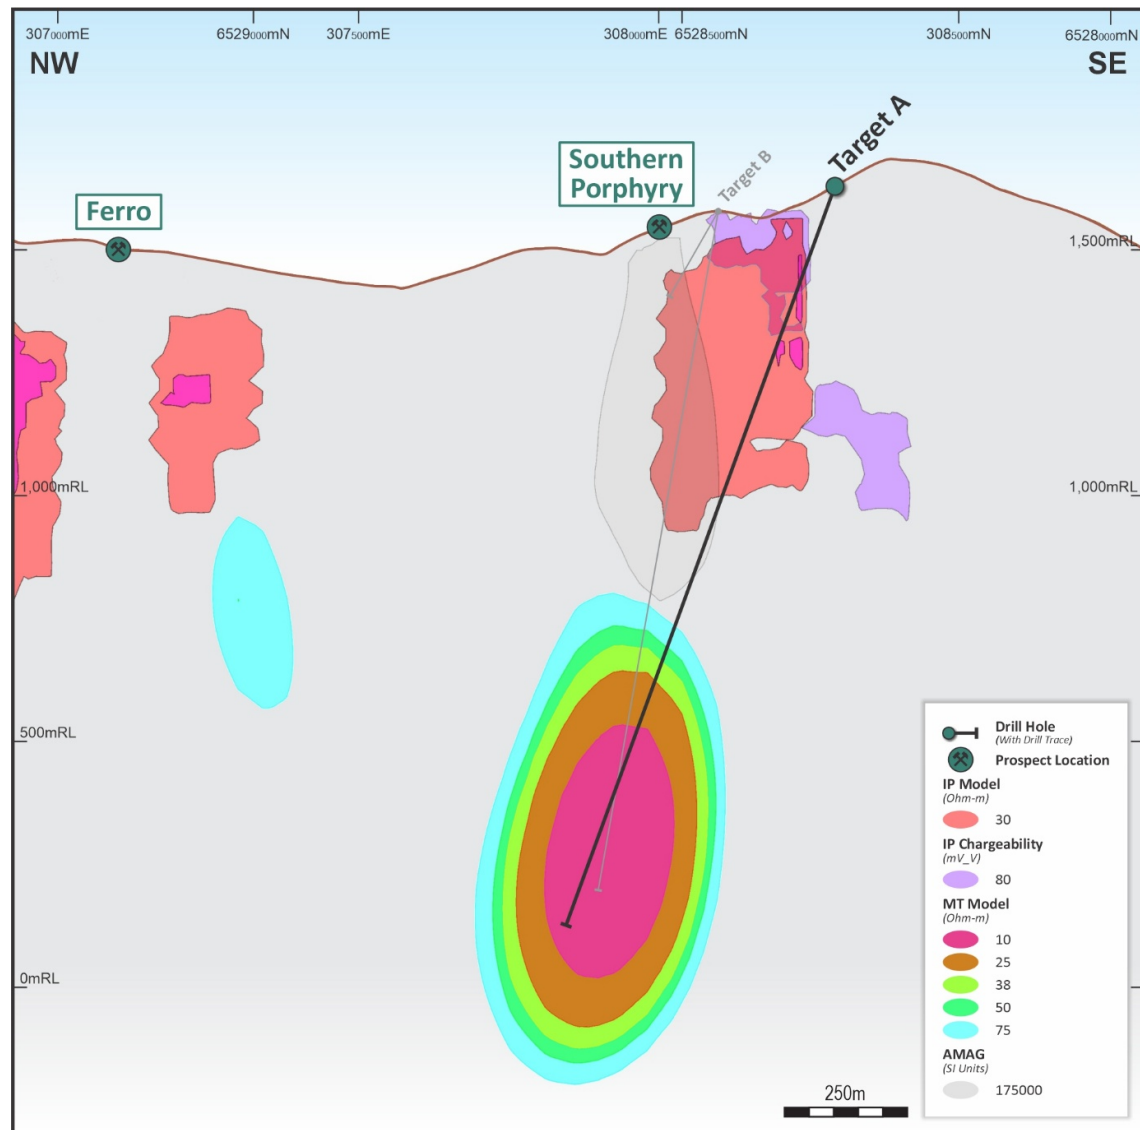 307000mE
6529000mN
307500mE
308000mE
6528500mN
308500mN
6528000mN
NW
SE
Target A
Target B
Southern
Porphyry
Ferro
1,500mRL
1,000mRL
1,000mRL
500mRL
0mRL
Drill Hole
(With Drill Trace)
Prospect Location
IP Model
(Ohm-m)
30
IP Chargeability
(mV_V)
80
MT Model
(Ohm-m)
10
25
38
50
75
AMAG
(SI Units)
175000
250m